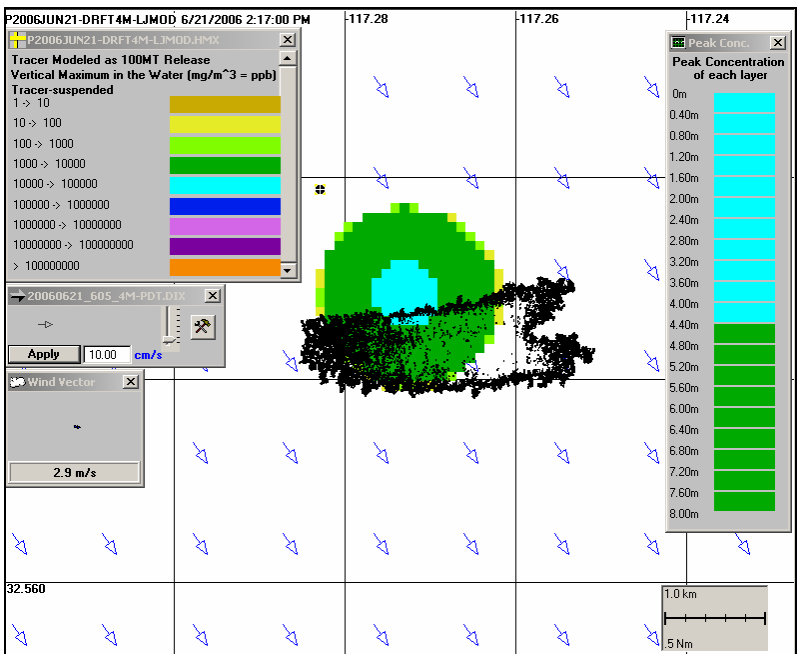 P2006JUN21-DRFT4M-LJMOD 6/21/2006 2:17:00 PM
-117.28
-117.26
-117.24
P2006JUN21-DRFT4M-LJMOD.HMX
Tracer Modeled as 100MT Release
Vertical Maximum in the Water (mg/m^3 = ppb)
Tracer-suspended
1 -> 10
10 -> 100
100 -> 1000
1000 -> 10000
10000 -> 100000
100000 -> 1000000
1000000 -> 10000000
10000000 -> 100000000
> 100000000
20060621_605_4M-PDT.DIX
Apply
10.00
cm/s
Wind Vector
2.9 m/s
Peak Conc.
Peak Concentration
of each layer
0m
0.40m
0.80m
1.20m
1.60m
2.00m
2.40m
2.80m
3.20m
3.60m
4.00m
4.40m
4.80m
5.20m
5.60m
6.00m
6.40m
6.80m
7.20m
7.60m
8.00m
32.560
1.0 km
.5 Nm